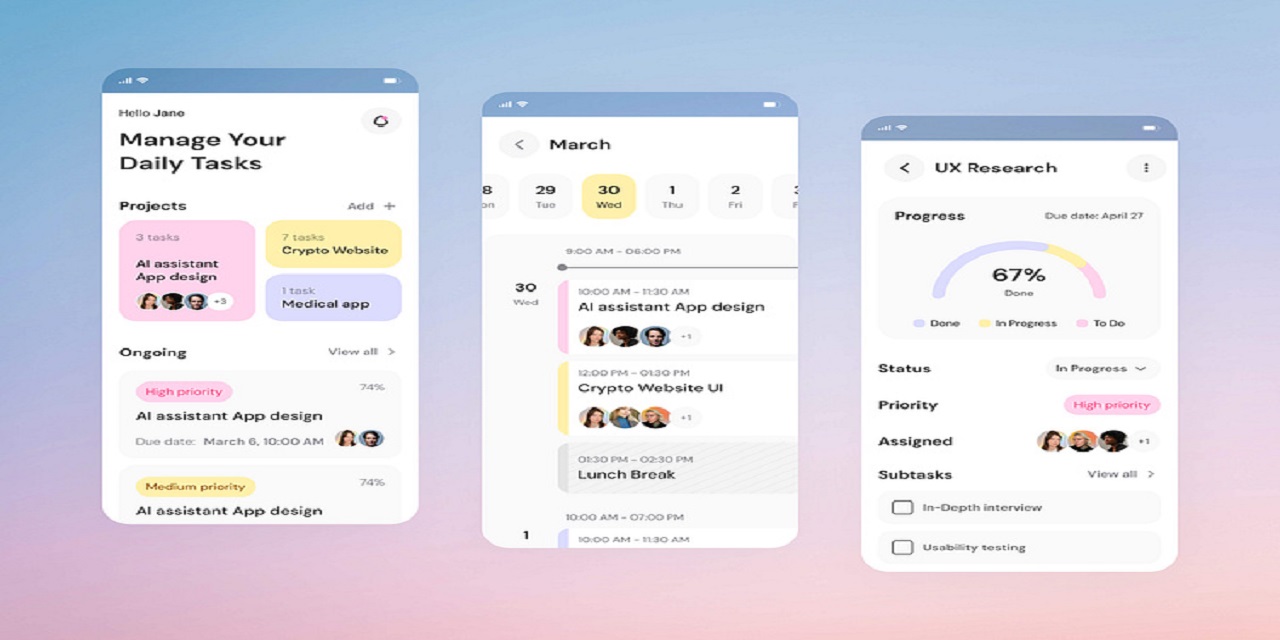 Hello Jane
Manage Your
Daily Tasks
Projects
Add +
3 tasks
AI assistant
App design
+3
7 tasks
Crypto Website
1 task
Medical app
Ongoing
View all >
High priority
74%
AI assistant App design
Due date: March 6, 10:00 AM
Medium priority
74%
AI assistant App design
< March
8 29 30 1 2
on Tue Wed Thu Fri F
9:00 AM - 06:00 PM
30
Wed
10:00 AM - 11:30 AM
AI assistant App design
+1
12:00 PM - 01:30 PM
Crypto Website UI
+1
01:30 PM - 02:30 PM
Lunch Break
10:00 AM - 07:00 PM
1
10:00 AM - 11:30 AM
< UX Research
Progress
Due date: April 27
67%
Done
Done In Progress To Do
Status
In Progress
Priority
High priority
Assigned
+1
Subtasks
View all >
In-Depth interview
Usability testing